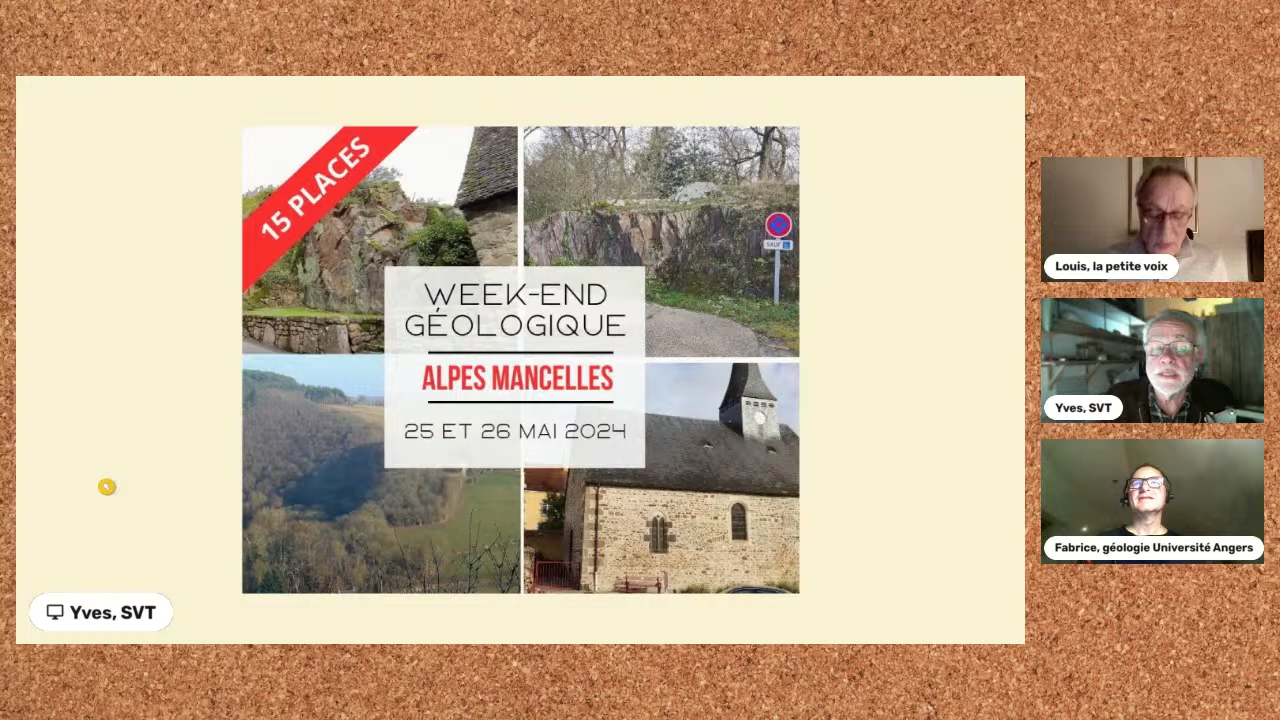 15 PLACES
WEEK-END
GÉOLOGIQUE
ALPES MANCELLES
25 ET 26 MAI 2024
SAUF
Yves, SVT
Louis, la petite voix
Yves, SVT
Fabrice, géologie Université Angers